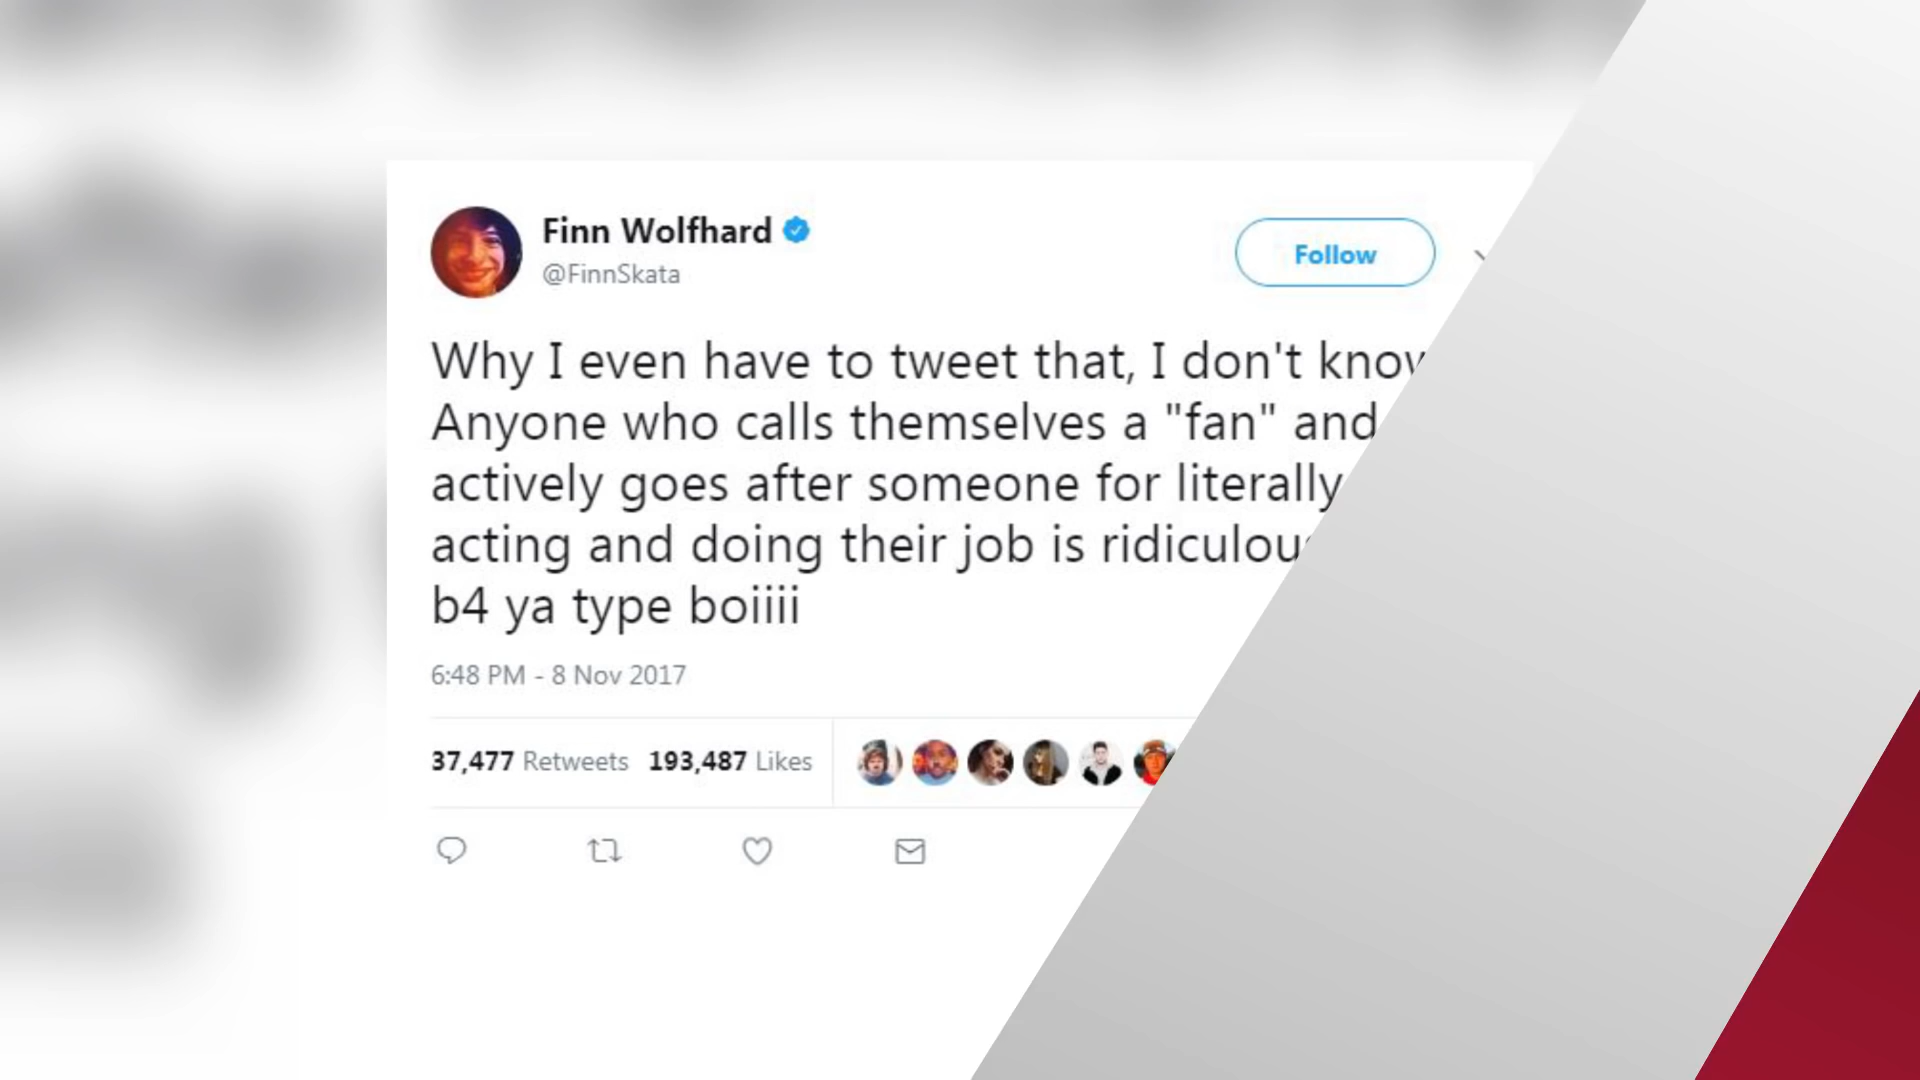 Finn Wolfhard
@FinnSkata
Follow
Why I even have to tweet that, I don't
Anyone who calls themselves a "fan" and
actively goes after someone for literally
acting and doing their job is
b4 ya type boiiii
6:48 PM - 8 Nov 2017
37,477 Retweets 193,487 Likes